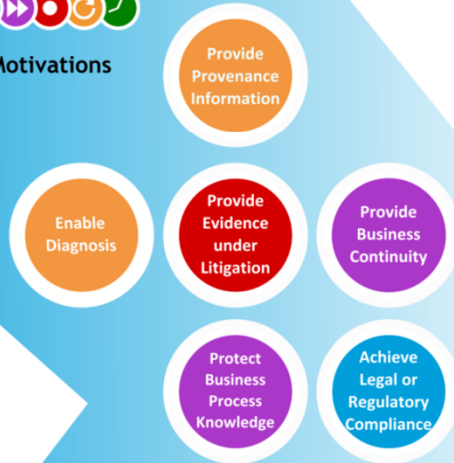 Motivations
Provide
Provenance
Information
Enable
Diagnosis
Provide
Evidence
under
Litigation
Provide
Business
Continuity
Protect
Business
Process
Knowledge
Achieve
Legal or
Regulatory
Compliance